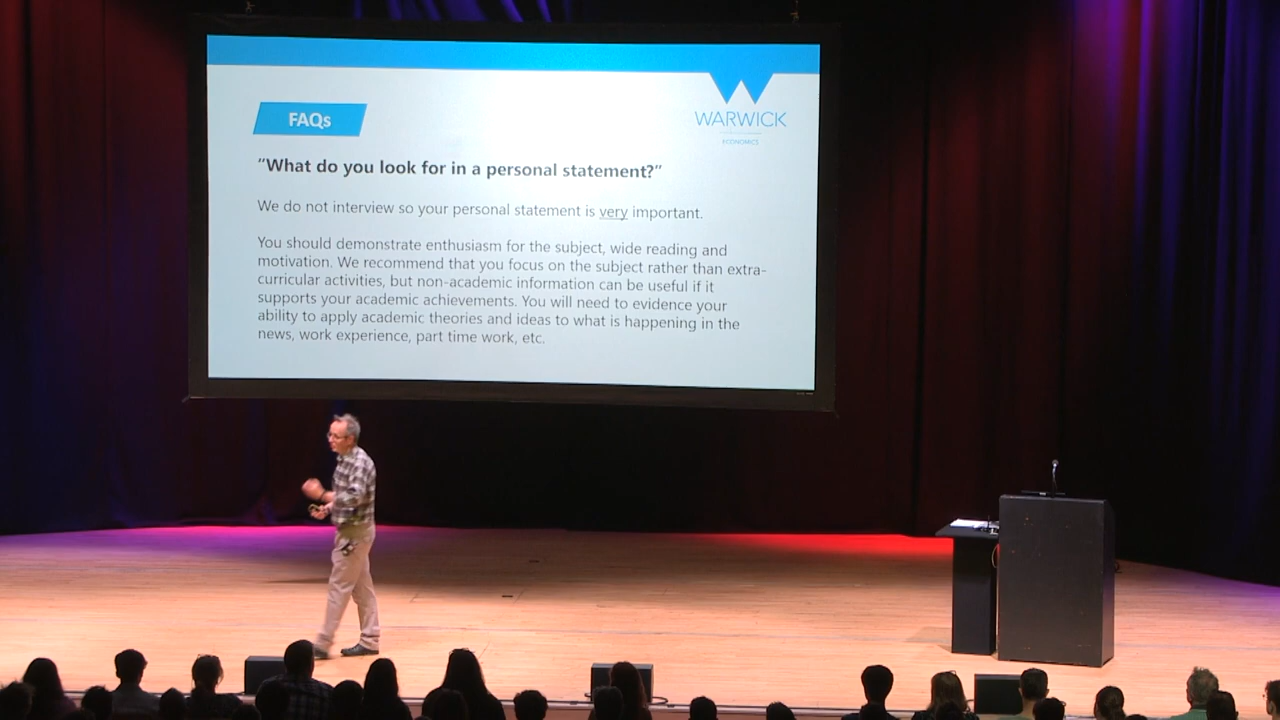 FAQs
WARWICK
ECONOMICS
“What do you look for in a personal statement?”
We do not interview so your personal statement is very important.
You should demonstrate enthusiasm for the subject, wide reading and
motivation. We recommend that you focus on the subject rather than extra-
curricular activities, but non-academic information can be useful if it
supports your academic achievements. You will need to evidence your
ability to apply academic theories and ideas to what is happening in the
news, work experience, part time work, etc.